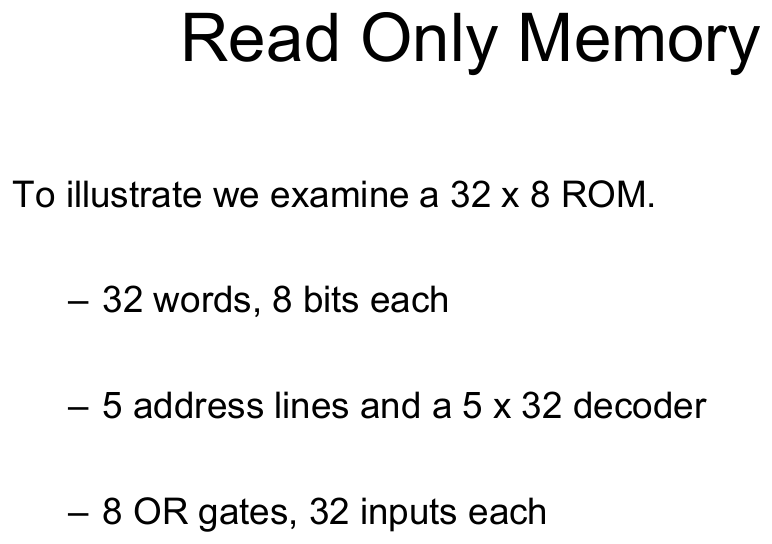 Read Only Memory
To illustrate we examine a 32 x 8 ROM.
– 32 words, 8 bits each
– 5 address lines and a 5 x 32 decoder
– 8 OR gates, 32 inputs each